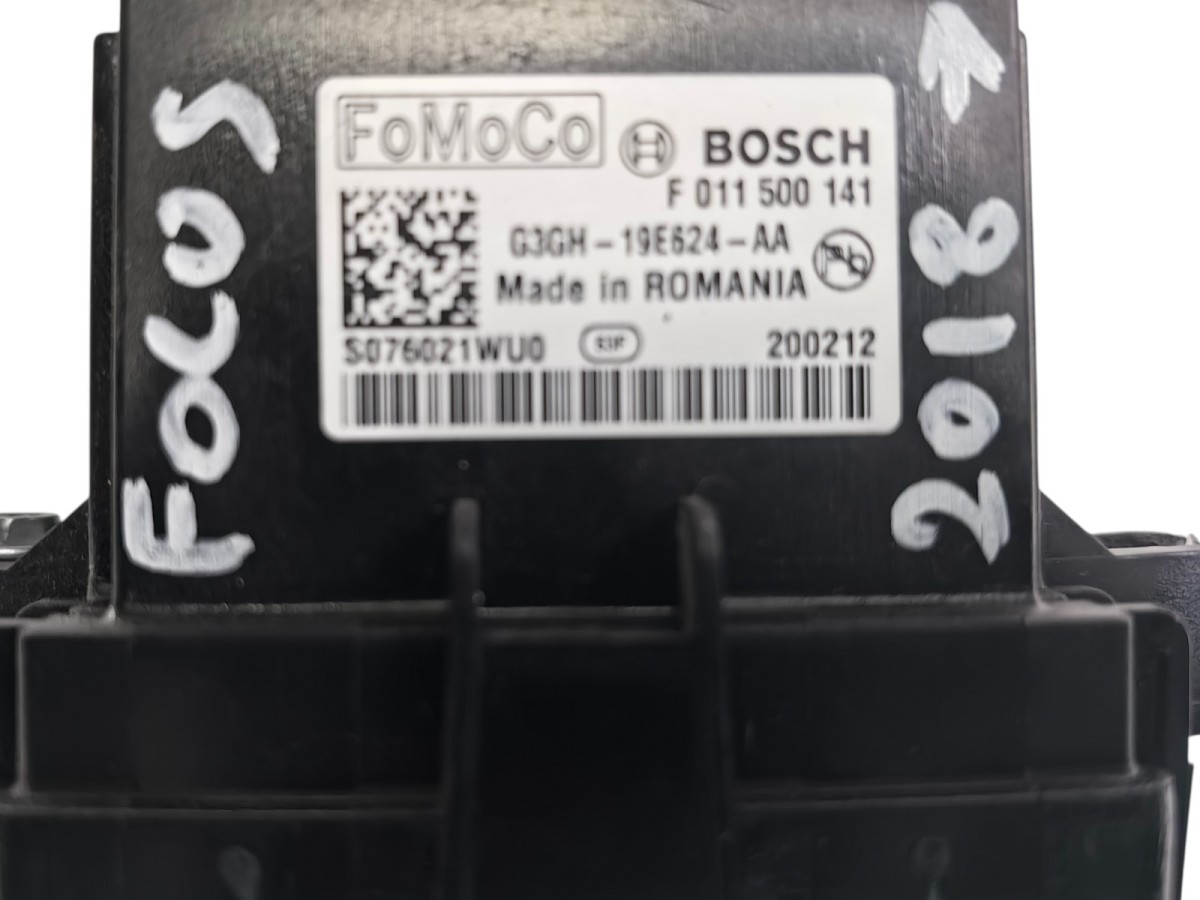 FOCUS
FoMoCo
BOSCH
F 011 500 141
G3GH-19E624-AA
Made in ROMANIA
S076021WU0
200212
2018